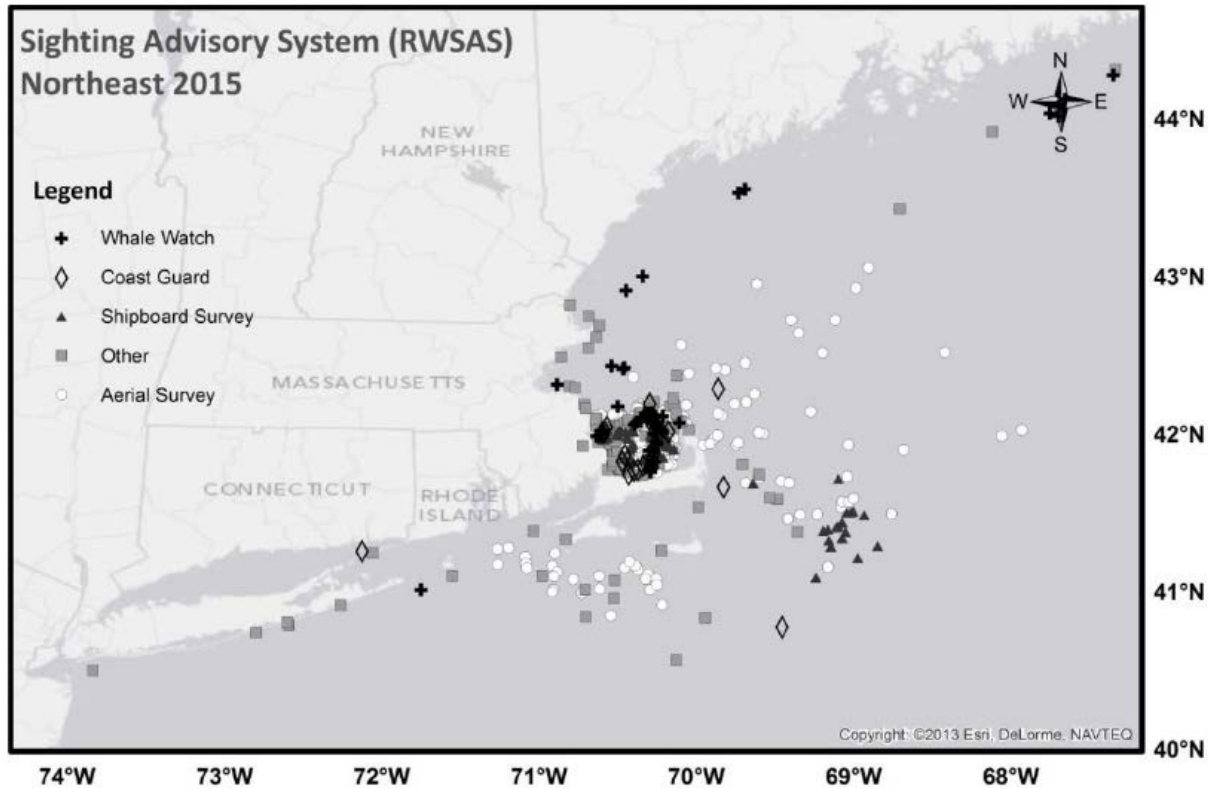 Sighting Advisory System (RWSAS)
Northeast 2015
N
W E
S
NEW
HAMPSHIRE
44°N
Legend
Whale Watch
Coast Guard
43°N
Shipboard Survey
Other
MASSACHUSETTS
Aerial Survey
42°N
CONNECTICUT
RHODE
ISLAND
41°N
Copyright: ©2013 Esri, DeLorme, NAVTEQ
40°N
74°W 73°W 72°W 71°W 70°W 69°W 68°W